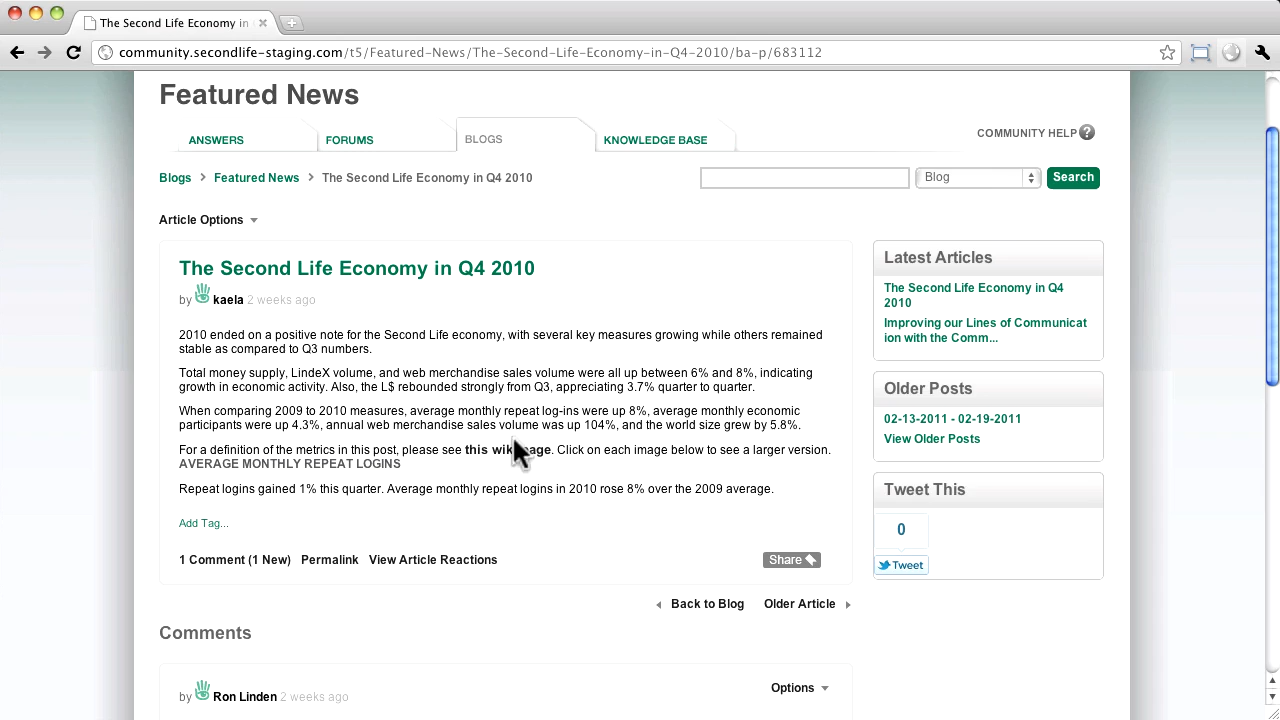 The Second Life Economy in
community.secondlife-staging.com/t5/Featured-News/The-Second-Life-Economy-in-Q4-2010/ba-p/683112
Featured News
ANSWERS
FORUMS
BLOGS
KNOWLEDGE BASE
COMMUNITY HELP ?
Blogs > Featured News > The Second Life Economy in Q4 2010
Blog
Search
Article Options
The Second Life Economy in Q4 2010
by kaela 2 weeks ago
2010 ended on a positive note for the Second Life economy, with several key measures growing while others remained
stable as compared to Q3 numbers.
Total money supply, LindeX volume, and web merchandise sales volume were all up between 6% and 8%, indicating
growth in economic activity. Also, the L$ rebounded strongly from Q3, appreciating 3.7% quarter to quarter.
When comparing 2009 to 2010 measures, average monthly repeat log-ins were up 8%, average monthly economic
participants were up 4.3%, annual web merchandise sales volume was up 104%, and the world size grew by 5.8%.
For a definition of the metrics in this post, please see this wiki page. Click on each image below to see a larger version.
AVERAGE MONTHLY REPEAT LOGINS
Repeat logins gained 1% this quarter. Average monthly repeat logins in 2010 rose 8% over the 2009 average.
Add Tag...
1 Comment (1 New) Permalink View Article Reactions
Share
Back to Blog Older Article
Comments
by Ron Linden 2 weeks ago
Options
Latest Articles
The Second Life Economy in Q4
2010
Improving our Lines of Communicat
ion with the Comm...
Older Posts
02-13-2011 - 02-19-2011
View Older Posts
Tweet This
0
Tweet